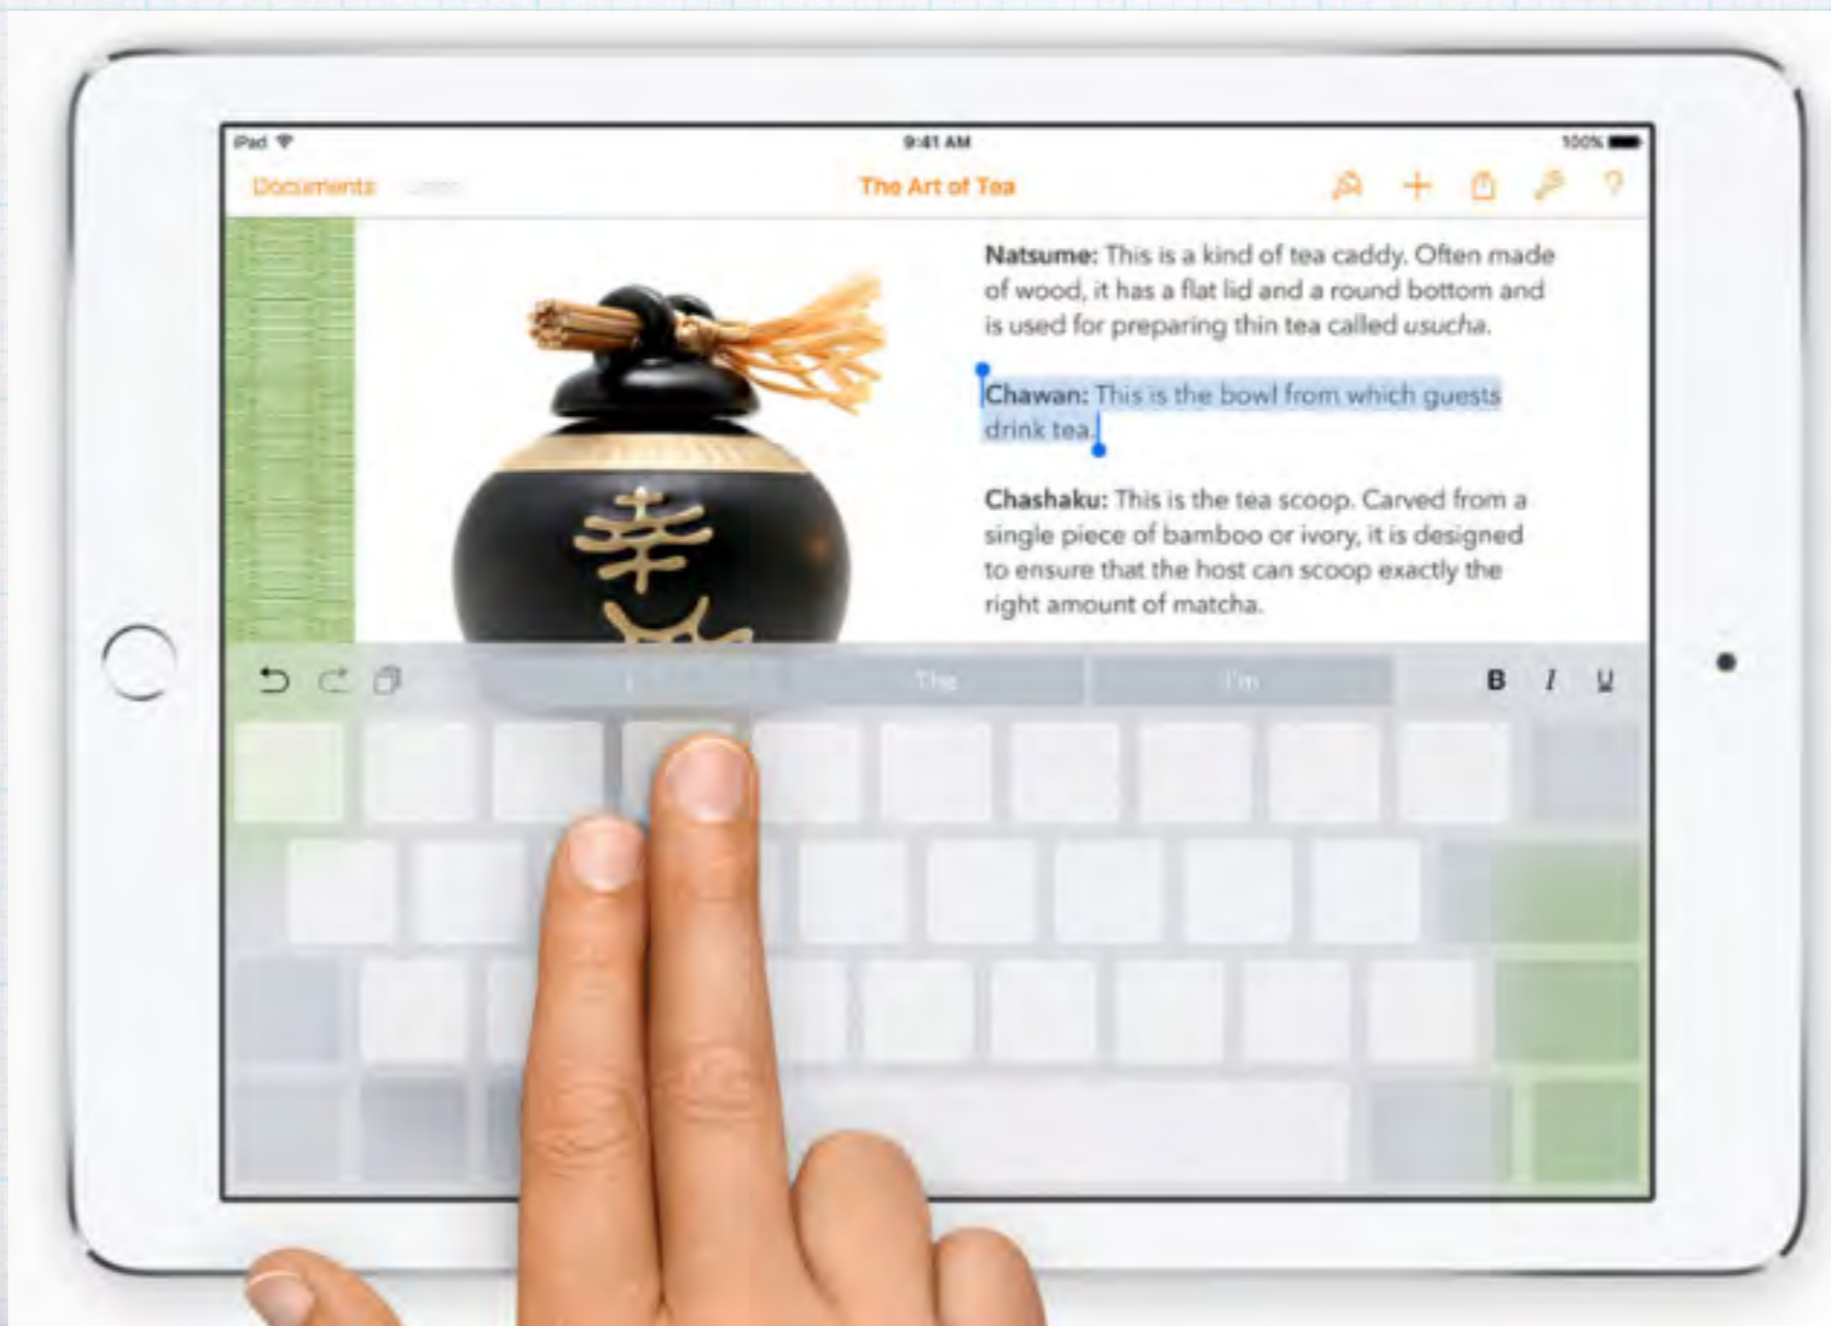 iPad
9:41 AM
100%
Documents
Undo
The Art of Tea
?
Natsume: This is a kind of tea caddy. Often made
of wood, it has a flat lid and a round bottom and
is used for preparing thin tea called usucha.
Chawan: This is the bowl from which guests
drink tea.
Chashaku: This is the tea scoop. Carved from a
single piece of bamboo or ivory, it is designed
to ensure that the host can scoop exactly the
right amount of matcha.
幸
I
The
I'm
B
I
U